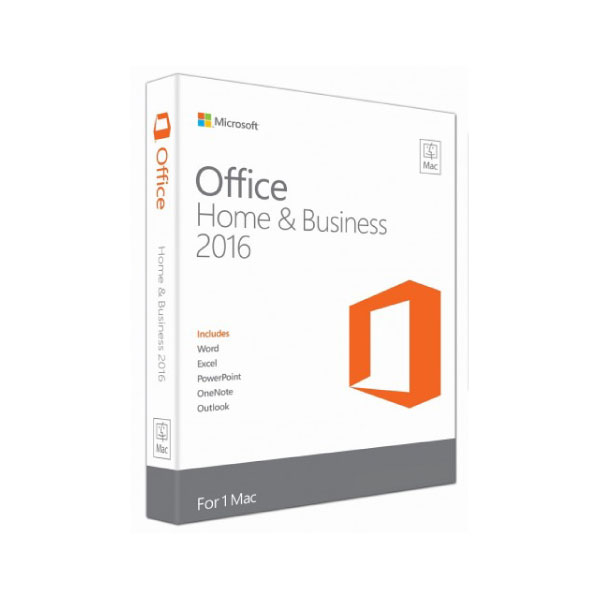 Microsoft
Mac
Office
Home & Business
2016
Includes
Word
Excel
PowerPoint
OneNote
Outlook
For 1 Mac
Office
Home & Business 2016
Mac